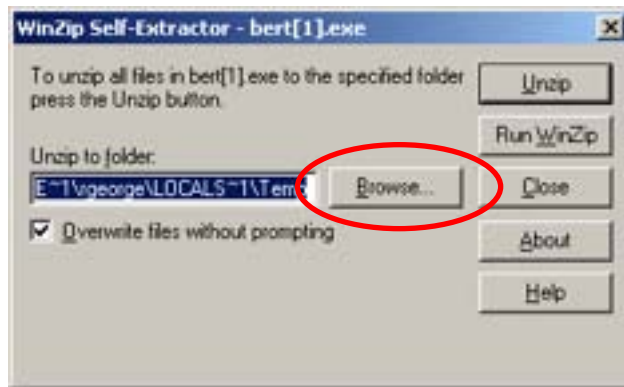 WinZip Self-Extractor - bert[1].exe
To unzip all files in bert[1].exe to the specified folder
press the Unzip button.
Unzip to folder:
E~1\rgeorge\LOCALS~1\Temp
Browse...
Overwrite files without prompting
Unzip
Run WinZip
Close
About
Help